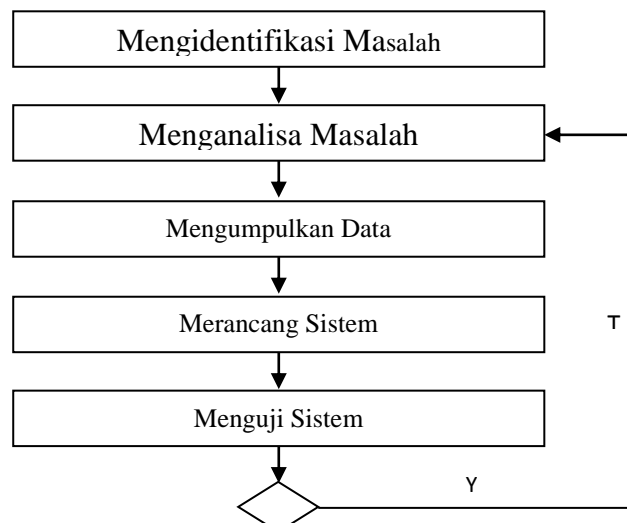 Mengidentifikasi Masalah
Menganalisa Masalah
Mengumpulkan Data
Merancang Sistem
T
Menguji Sistem
Y